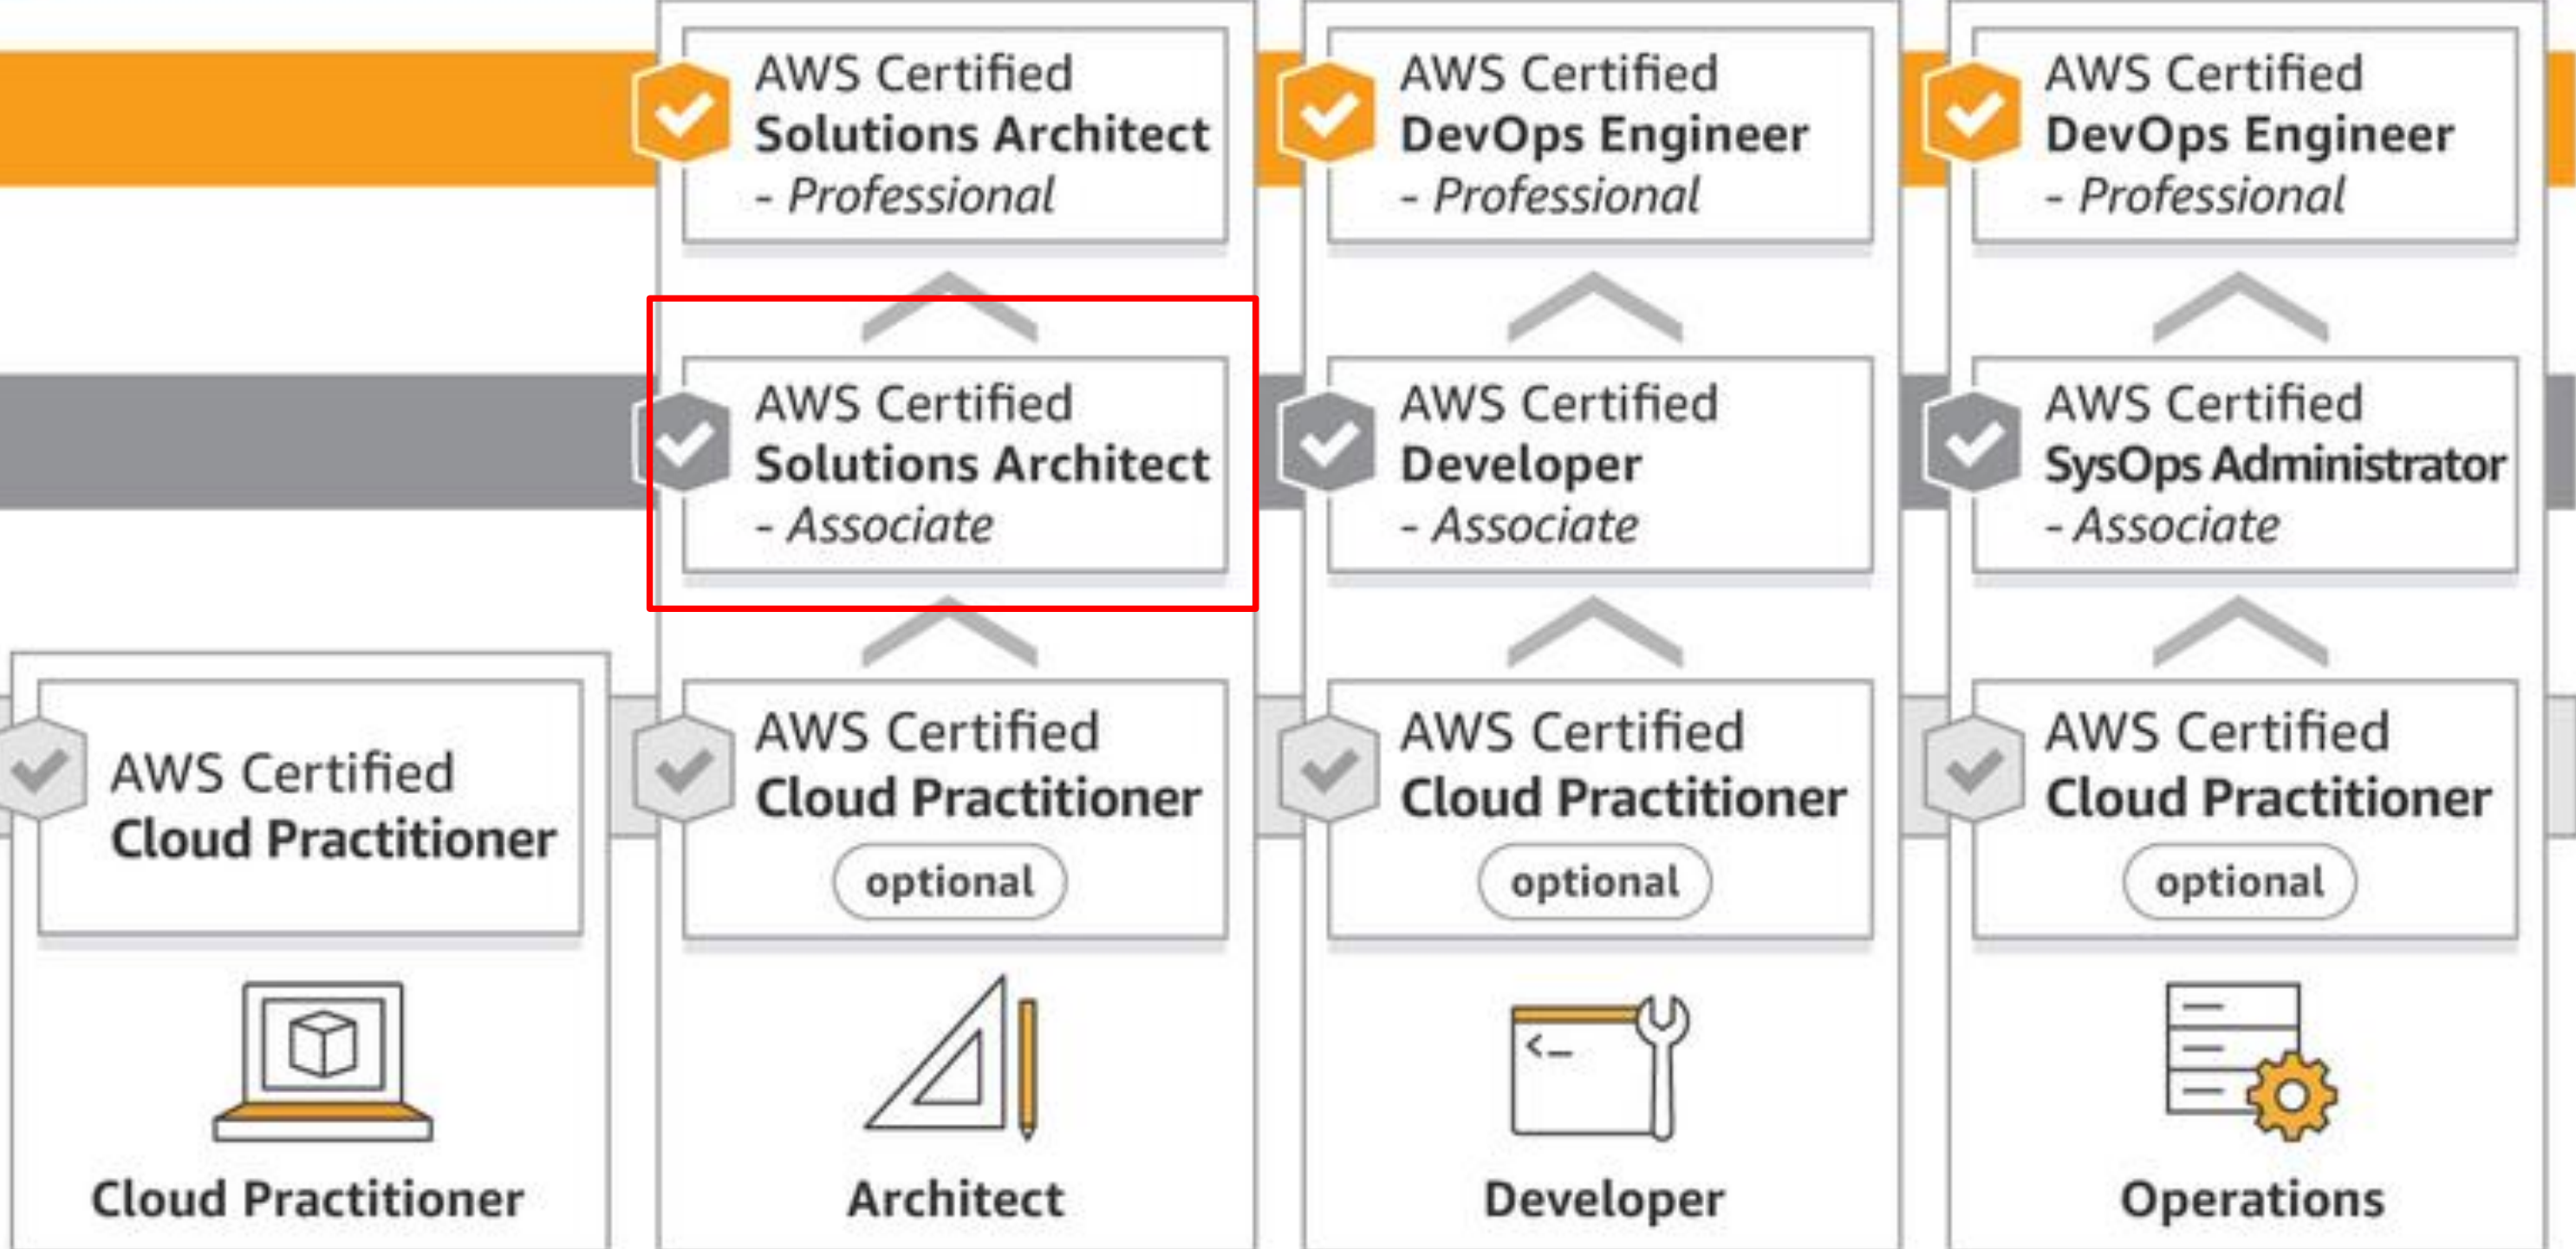 AWS Certified
Solutions Architect
- Professional
AWS Certified
DevOps Engineer
- Professional
AWS Certified
DevOps Engineer
- Professional
AWS Certified
Solutions Architect
- Associate
AWS Certified
Developer
- Associate
AWS Certified
SysOps Administrator
- Associate
AWS Certified
Cloud Practitioner
AWS Certified
Cloud Practitioner
optional
AWS Certified
Cloud Practitioner
optional
AWS Certified
Cloud Practitioner
optional
<_
Cloud Practitioner
Architect
Developer
Operations